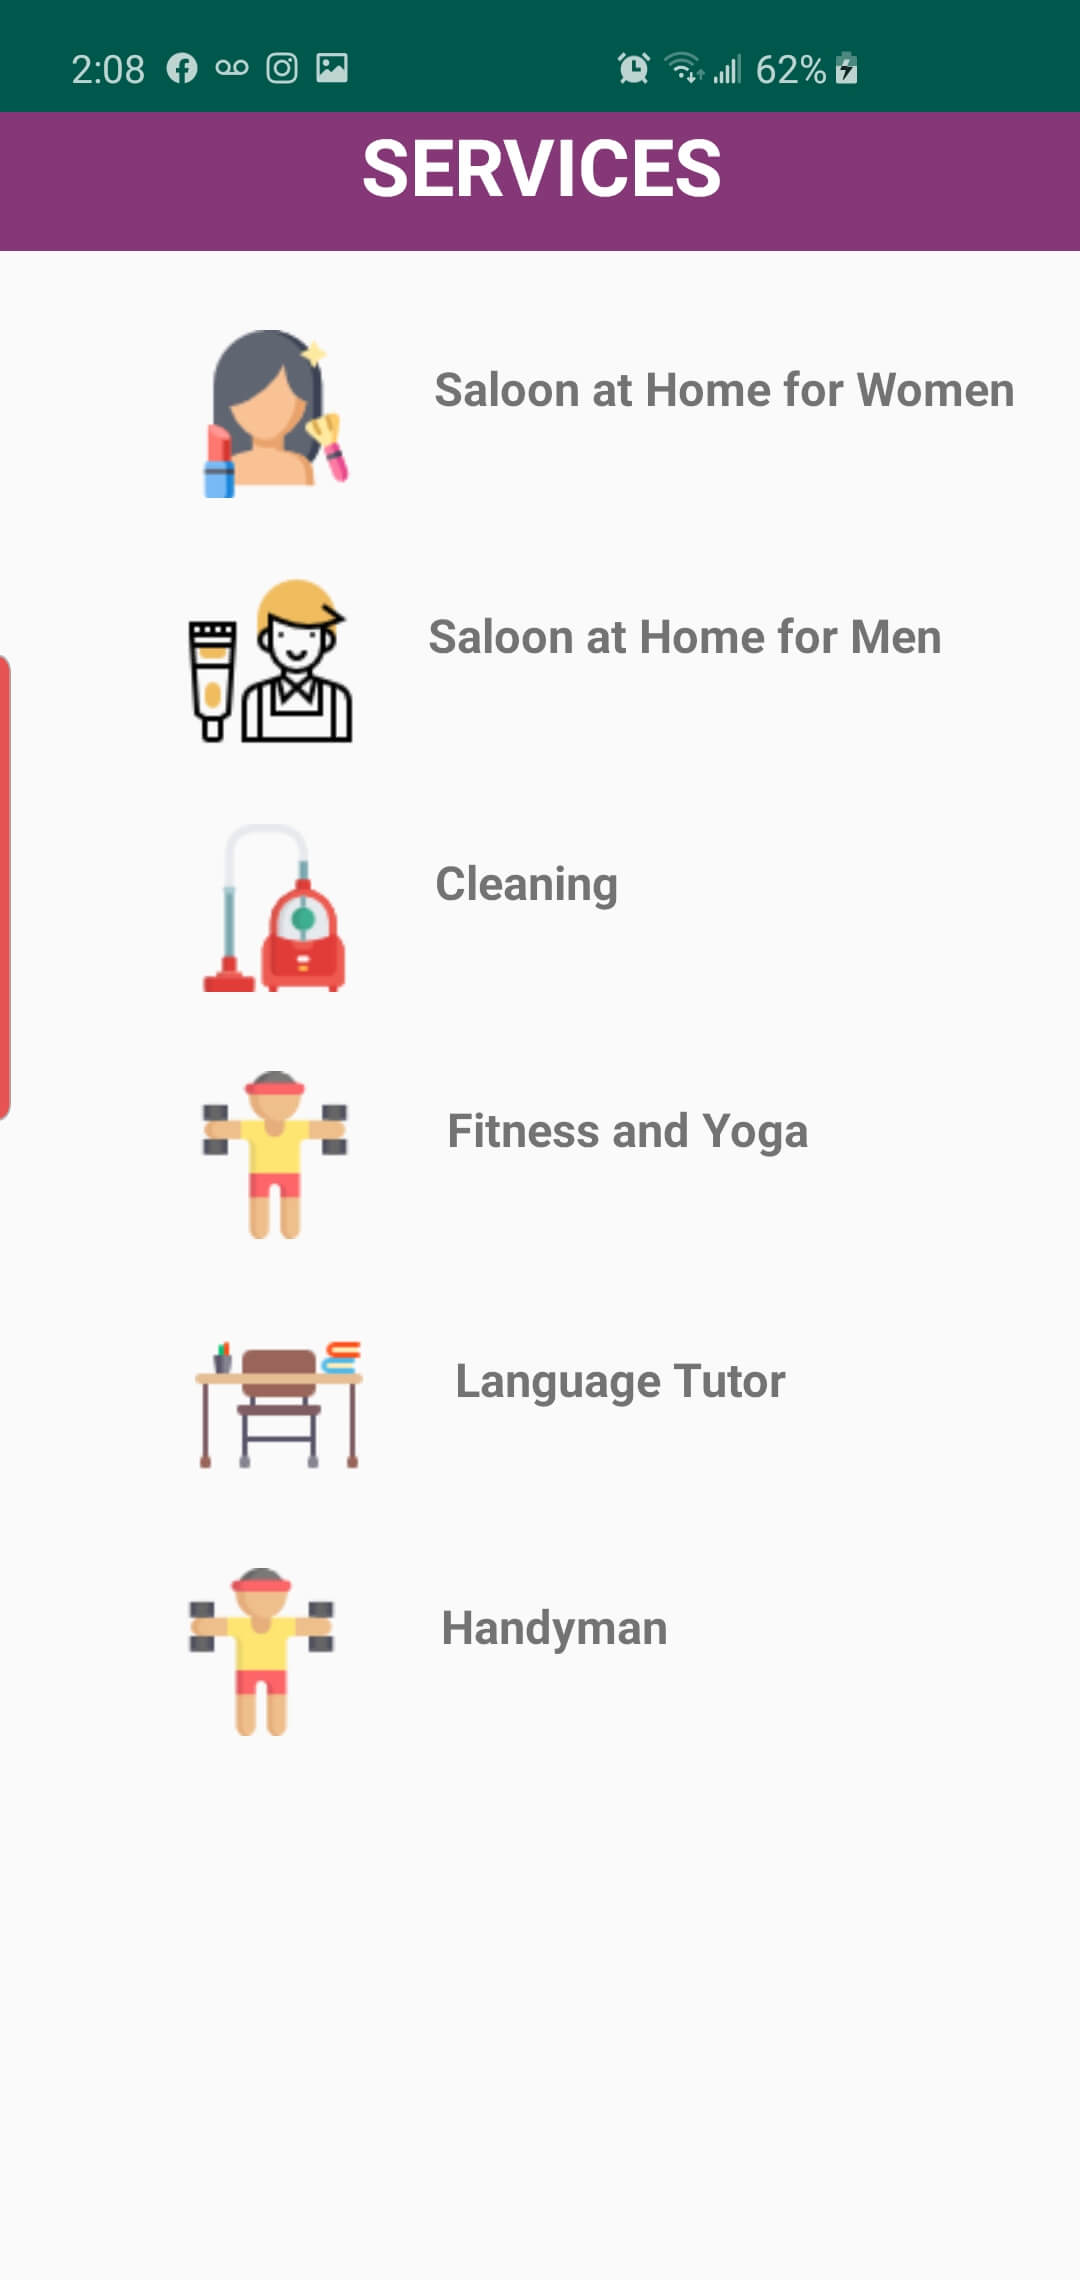 2:08 62%
SERVICES
Saloon at Home for Women
Saloon at Home for Men
Cleaning
Fitness and Yoga
Language Tutor
Handyman